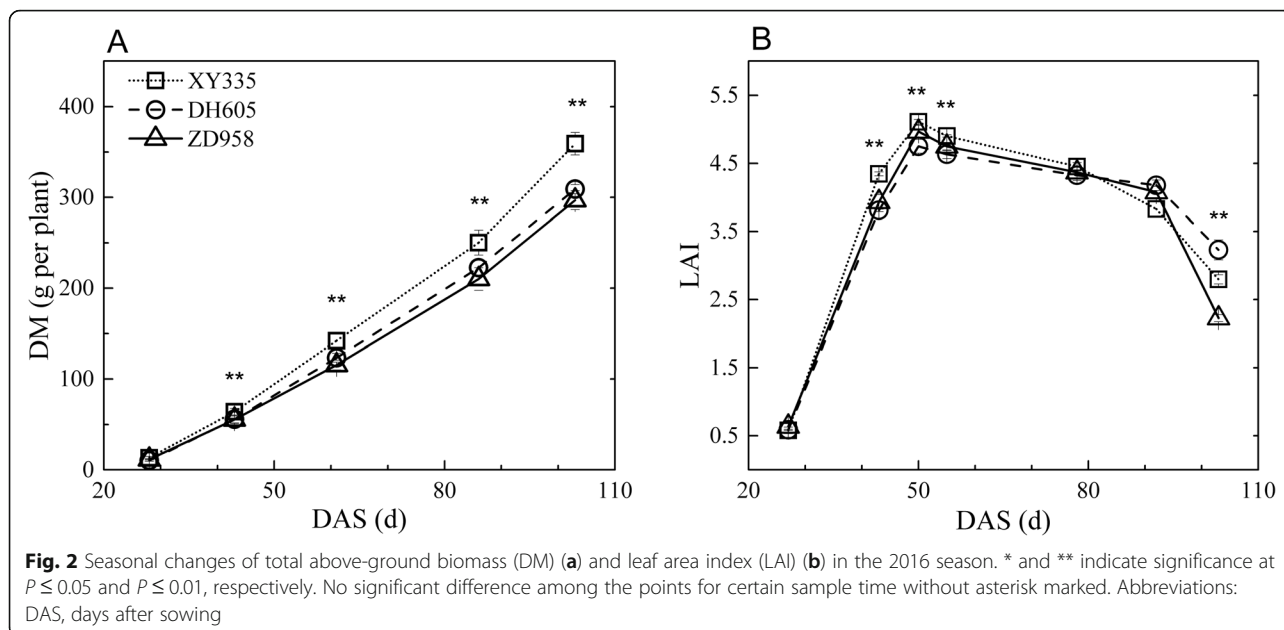 A
XY335
DH605
ZD958
400
300
200
100
0
DM (g per plant)
**
**
**
**
20
50
80
110
DAS (d)
B
5.5
4.5
3.5
2.5
1.5
0.5
LAI
**
**
**
**
20
50
80
110
DAS (d)
Fig. 2 Seasonal changes of total above-ground biomass (DM) (a) and leaf area index (LAI) (b) in the 2016 season. * and ** indicate significance at
P ≤ 0.05 and P ≤ 0.01, respectively. No significant difference among the points for certain sample time without asterisk marked. Abbreviations:
DAS, days after sowing